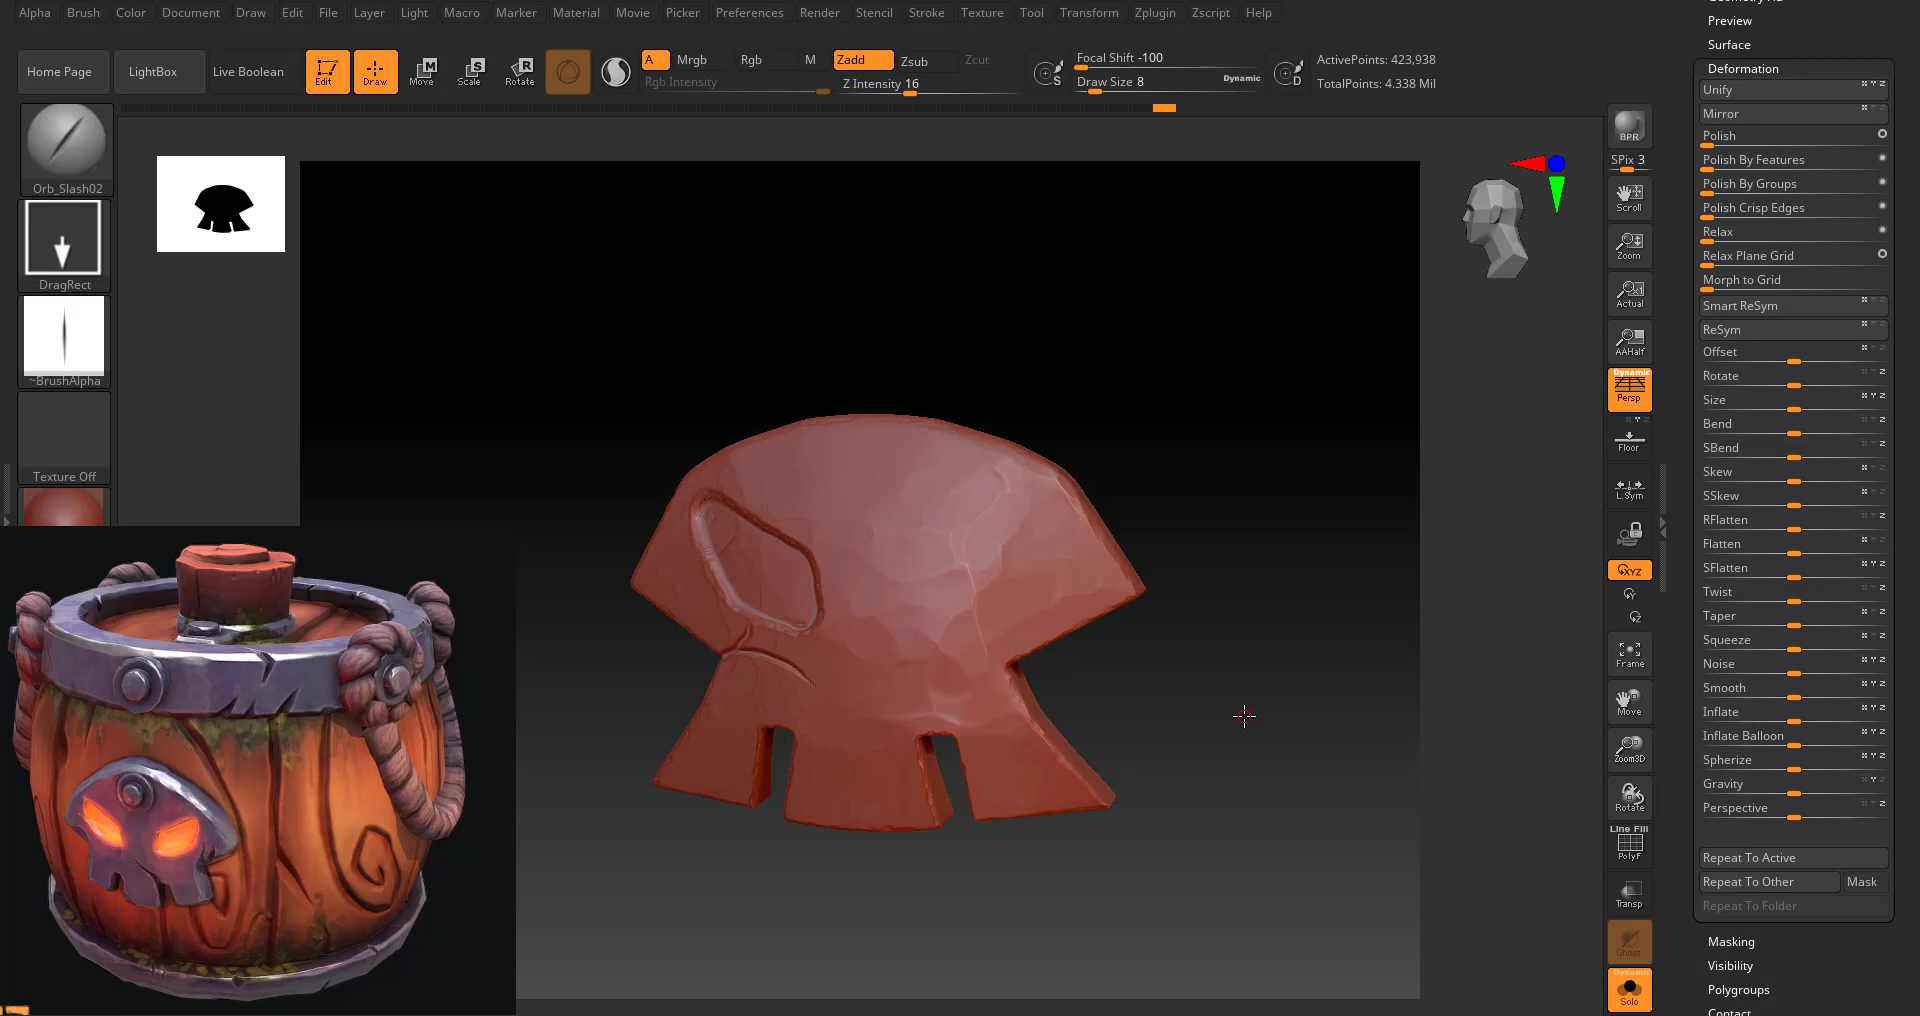 Alpha Brush Color Document Draw Edit File Layer Light Macro Marker Material Movie Picker Preferences Render Stencil Stroke Texture Tool Transform Zplugin Zscript Help
Home Page
LightBox
Live Boolean
Edit
Draw
Move
Scale
Rotate
A
Mrgb
Rgb
M
Rgb Intensity
Zadd
Zsub
Zcut
Z Intensity 16
S
Focal Shift -100
Draw Size 8
Dynamic
D
ActivePoints: 423,938
TotalPoints: 4.338 Mil
Orb_Slash02
DragRect
~BrushAlpha
Texture Off
BPR
SPix 3
Scroll
Zoom
Actual
AAHalf
Dynamic
Persp
Floor
L.Sym
XYZ
Y
Z
Frame
Move
Zoom3D
Rotate
Line Fill
PolyF
Transp
Ghost
Dynamic
Solo
Preview
Surface
Deformation
Unify
Mirror
Polish
Polish By Features
Polish By Groups
Polish Crisp Edges
Relax
Relax Plane Grid
Morph to Grid
Smart ReSym
ReSym
Offset
Rotate
Size
Bend
SBend
Skew
SSkew
RFlatten
Flatten
SFlatten
Twist
Taper
Squeeze
Noise
Smooth
Inflate
Inflate Balloon
Spherize
Gravity
Perspective
Repeat To Active
Repeat To Other
Mask
Repeat To Folder
Masking
Visibility
Polygroups
Contact